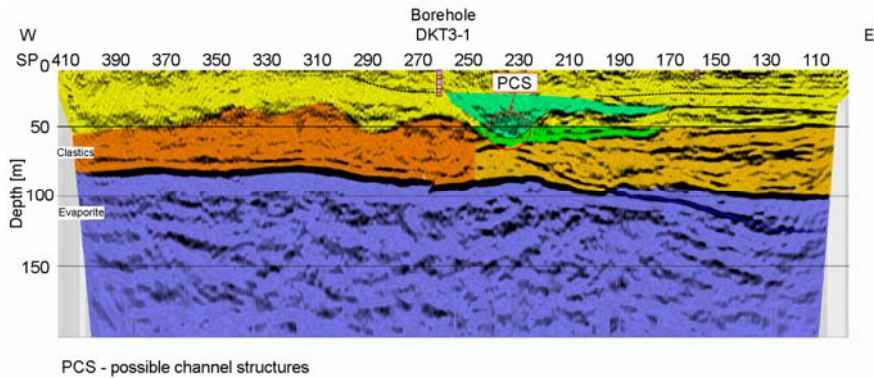 Borehole
W DKT3-1 E
SP 410 390 370 350 330 310 290 270 250 230 210 190 170 150 130 110
0
PCS
50
Clastics
100
Evaporite
150
Depth [m]
PCS - possible channel structures